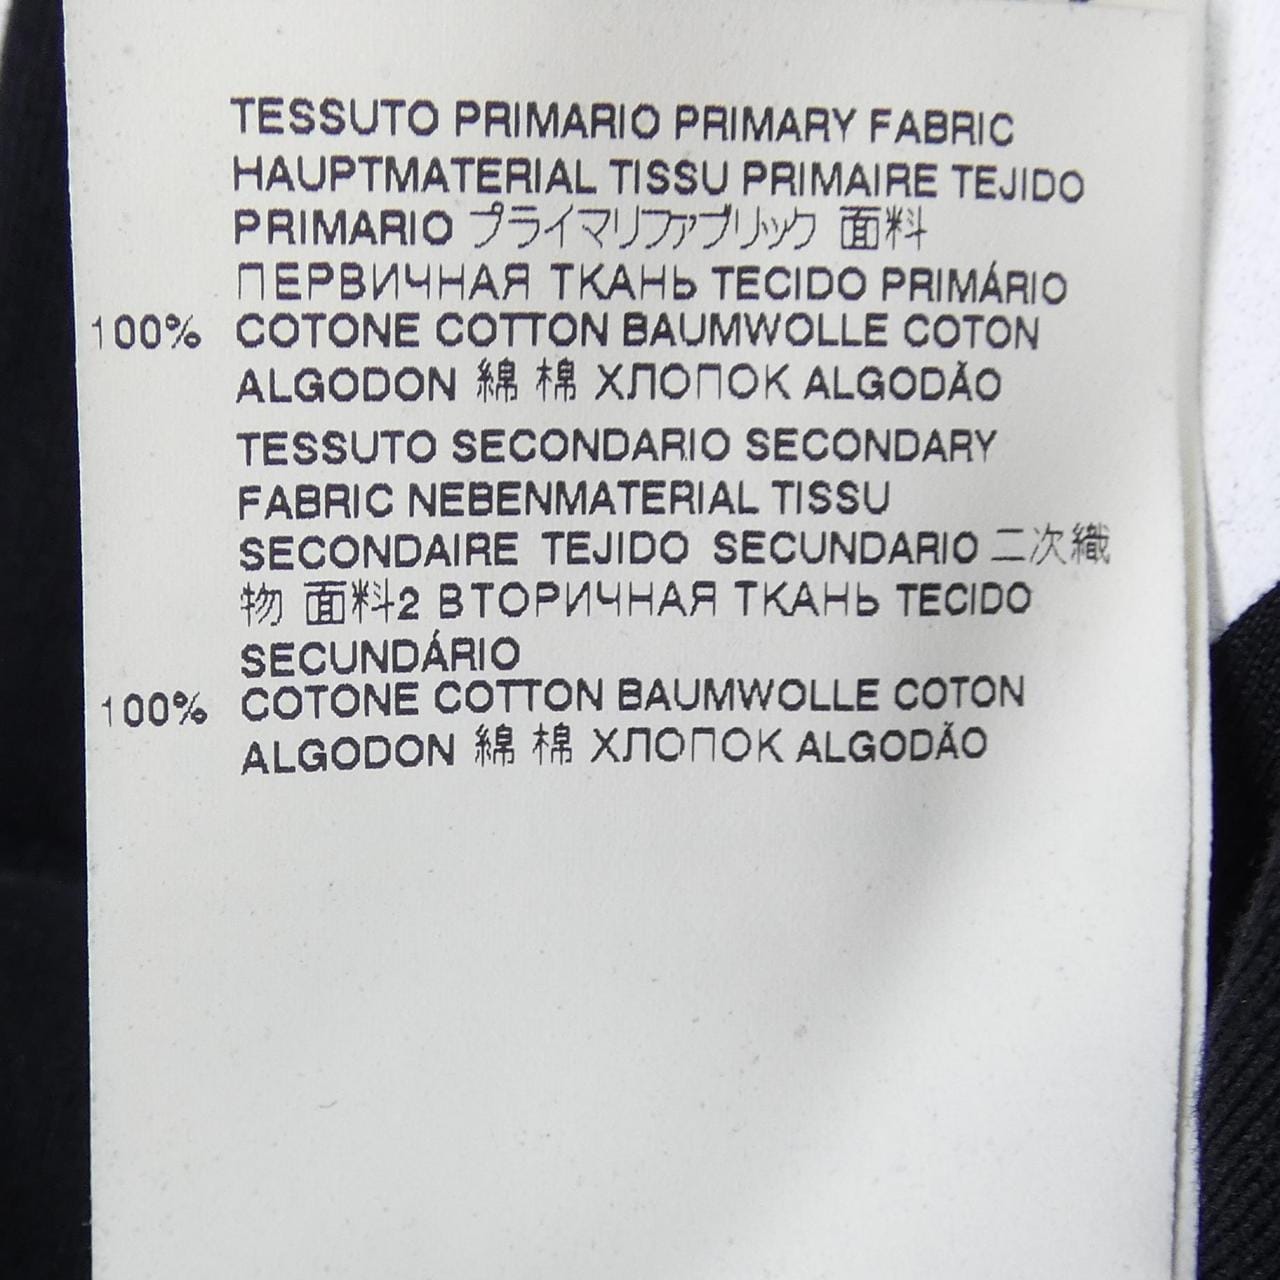 TESSUTO PRIMARIO PRIMARY FABRIC
HAUPTMATERIAL TISSU PRIMAIRE TEJIDO
PRIMARIO プライマリファブリック 面料
ПЕРВИЧНАЯ ТКАНЬ TECIDO PRIMÁRIO
100% COTONE COTTON BAUMWOLLE COTON
ALGODON 綿 棉 ХЛОПОК ALGODÃO
TESSUTO SECONDARIO SECONDARY
FABRIC NEBENMATERIAL TISSU
SECONDAIRE TEJIDO SECUNDARIO 二次織
物 面料2 ВТОРИЧНАЯ ТКАНЬ TECIDO
SECUNDÁRIO
100% COTONE COTTON BAUMWOLLE COTON
ALGODON 綿 棉 ХЛОПОК ALGODÃO